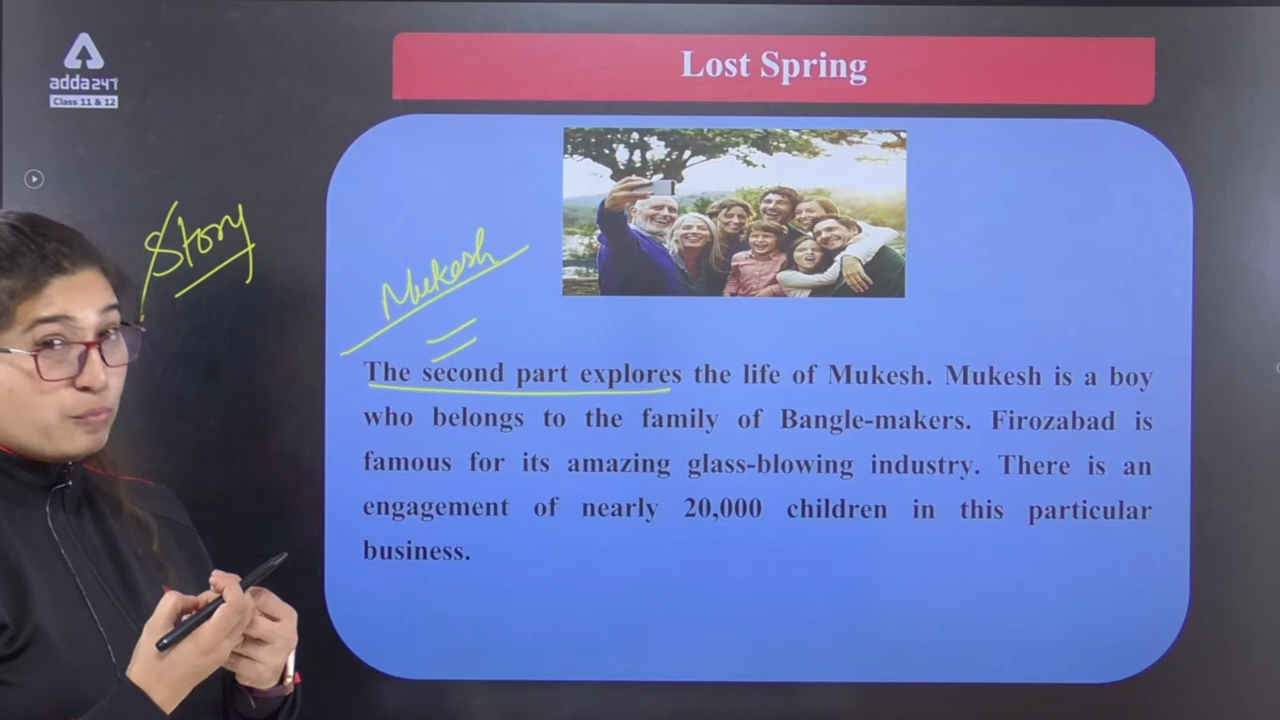 adda247
Class 11 & 12
Lost Spring
Story
Mukesh
The second part explores the life of Mukesh. Mukesh is a boy
who belongs to the family of Bangle-makers. Firozabad is
famous for its amazing glass-blowing industry. There is an
engagement of nearly 20,000 children in this particular
business.